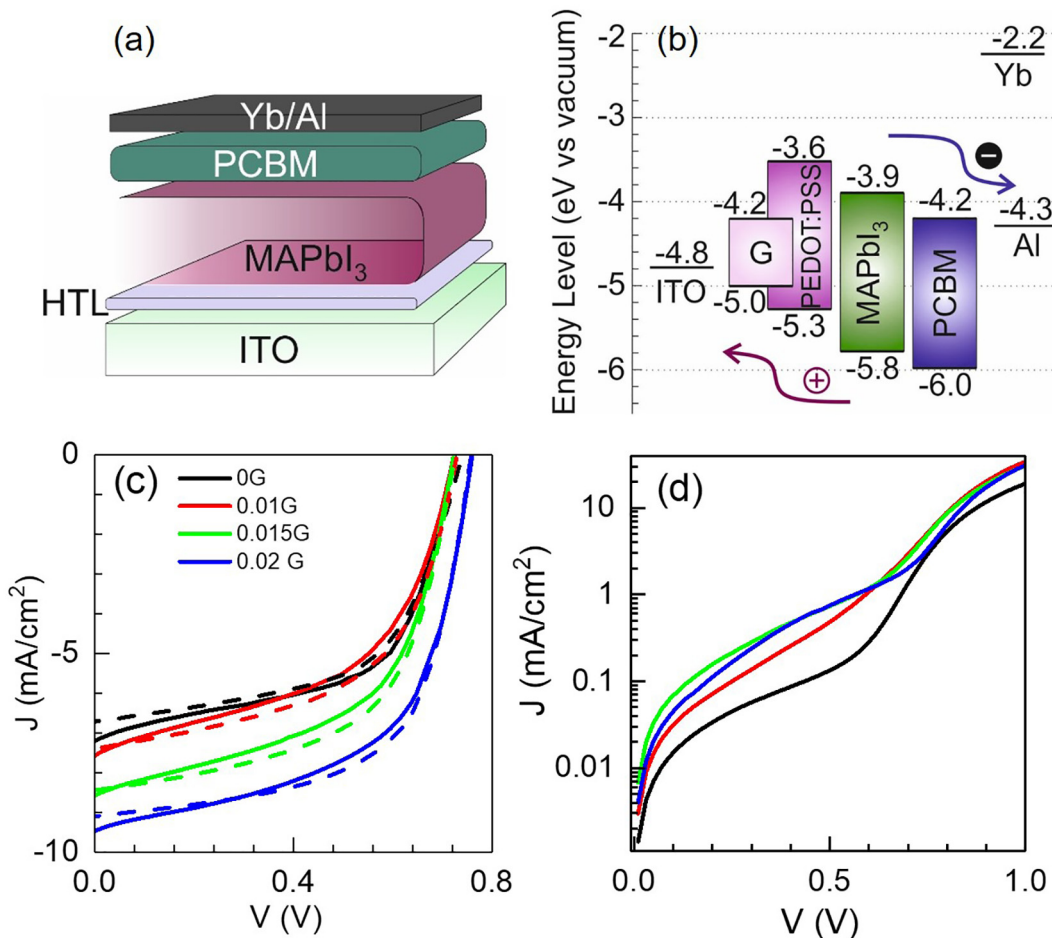 (a)
Yb/Al
PCBM
MAPbI₃
HTL
ITO
(b)
Energy Level (eV vs vacuum)
-2
-3
-4
-5
-6
-2.2
Yb
-3.6
-3.9
-4.2
-4.2
-4.3
Al
-4.8
ITO
G
PEDOT:PSS
MAPbI₃
PCBM
-5.0
-5.3
-5.8
-6.0
−
+
(c)
0G
0.01G
0.015G
0.02 G
J (mA/cm²)
0
-5
-10
0.0
0.4
0.8
V (V)
(d)
J (mA/cm²)
10
1
0.1
0.01
0.0
0.5
1.0
V (V)